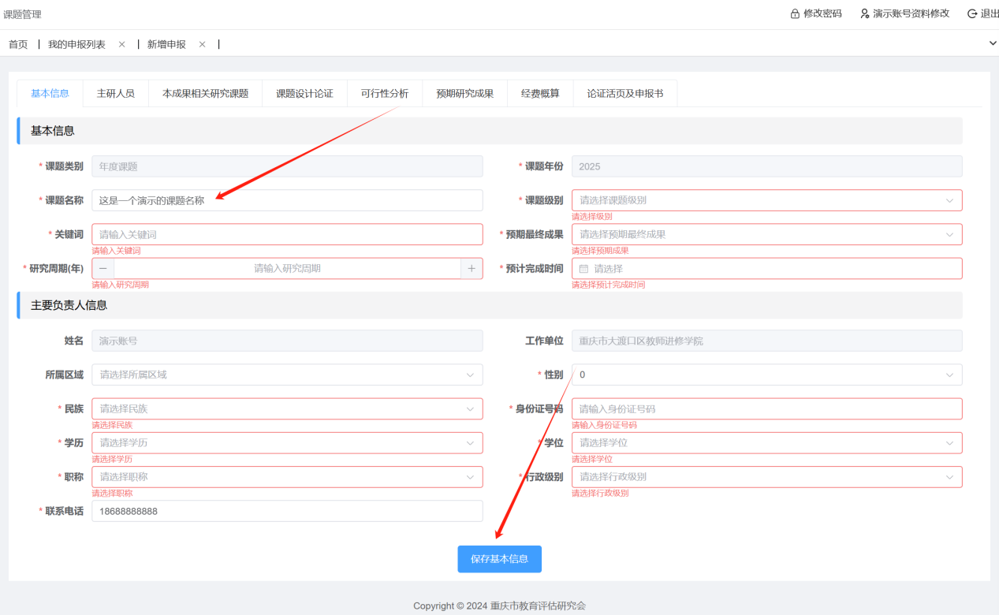 课题管理 修改密码 演示账号资料修改 退出
首页 我的申报列表 新增申报
基本信息 主研人员 本成果相关研究课题 课题设计论证 可行性分析 预期研究成果 经费概算 论证活页及申报书
基本信息
* 课题类别 年度课题 * 课题年份 2025
* 课题名称 这是一个演示的课题名称 * 课题级别 请选择课题级别
请选择级别
* 关键词 请输入关键词 * 预期最终成果 请选择预期最终成果
请输入关键词 请选择预期成果
* 研究周期(年) 请输入研究周期 * 预计完成时间 请选择
请输入研究周期 请选择预计完成时间
主要负责人信息
姓名 演示账号 工作单位 重庆市大渡口区教师进修学院
所属区域 请选择所属区域 * 性别 0
* 民族 请选择民族 * 身份证号码 请输入身份证号码
请选择民族 请输入身份证号码
* 学历 请选择学历 * 学位 请选择学位
请选择学历 请选择学位
* 职称 请选择职称 * 行政级别 请选择行政级别
请选择职称 请选择行政级别
* 联系电话 18688888888
保存基本信息
Copyright © 2024 重庆市教育评估研究会